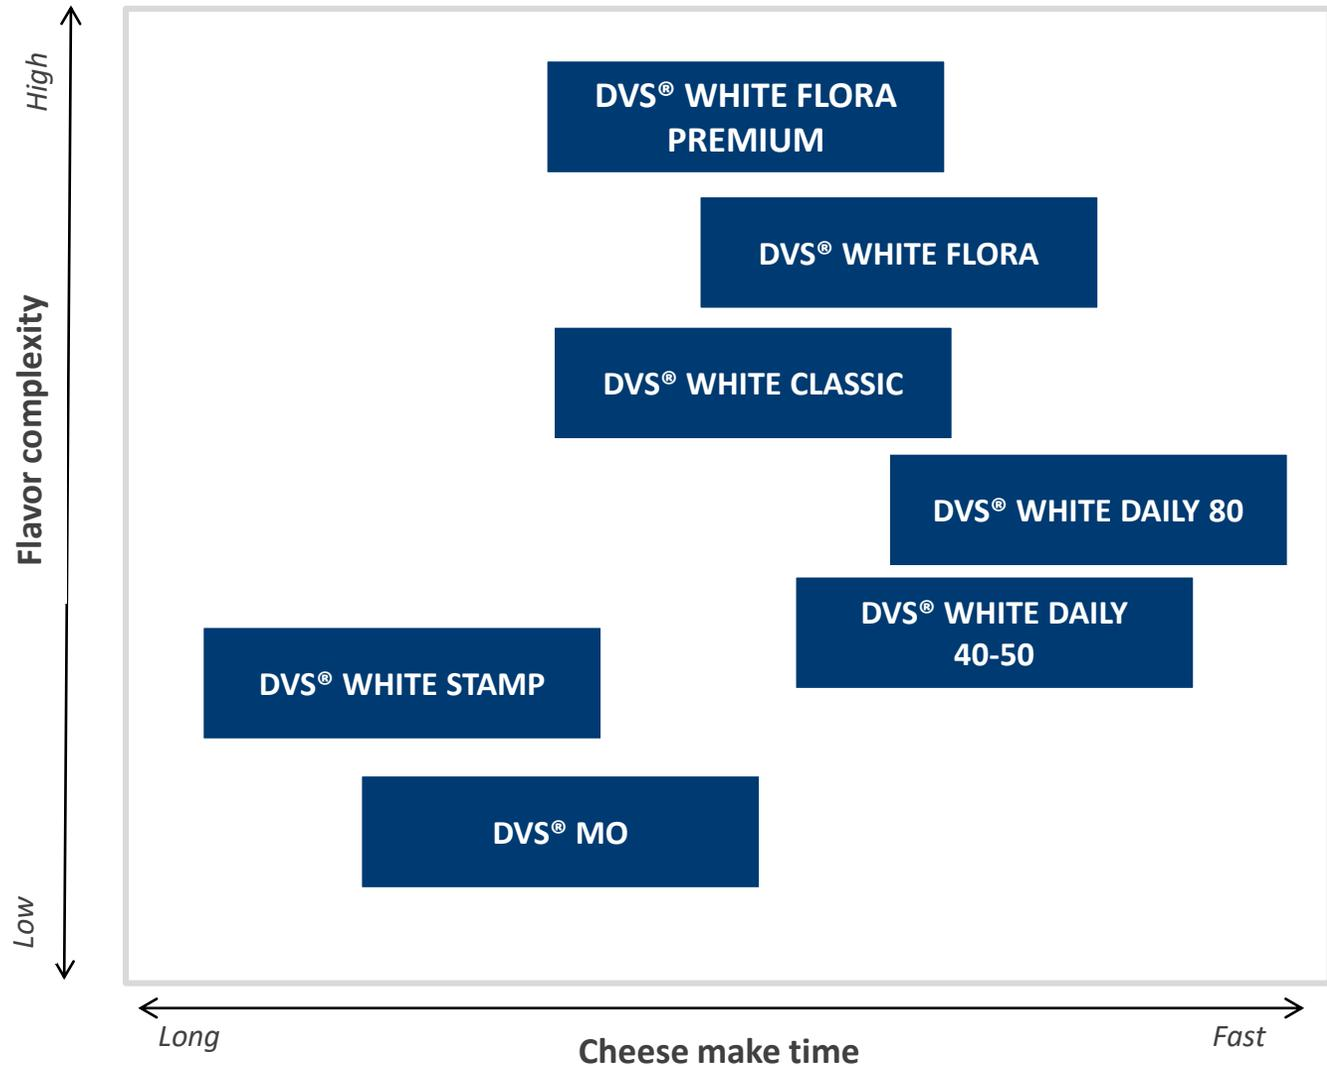 High
DVS® WHITE FLORA
PREMIUM
DVS® WHITE FLORA
Flavor complexity
DVS® WHITE CLASSIC
DVS® WHITE DAILY 80
DVS® WHITE DAILY
40-50
DVS® WHITE STAMP
DVS® MO
Low
Long
Cheese make time
Fast